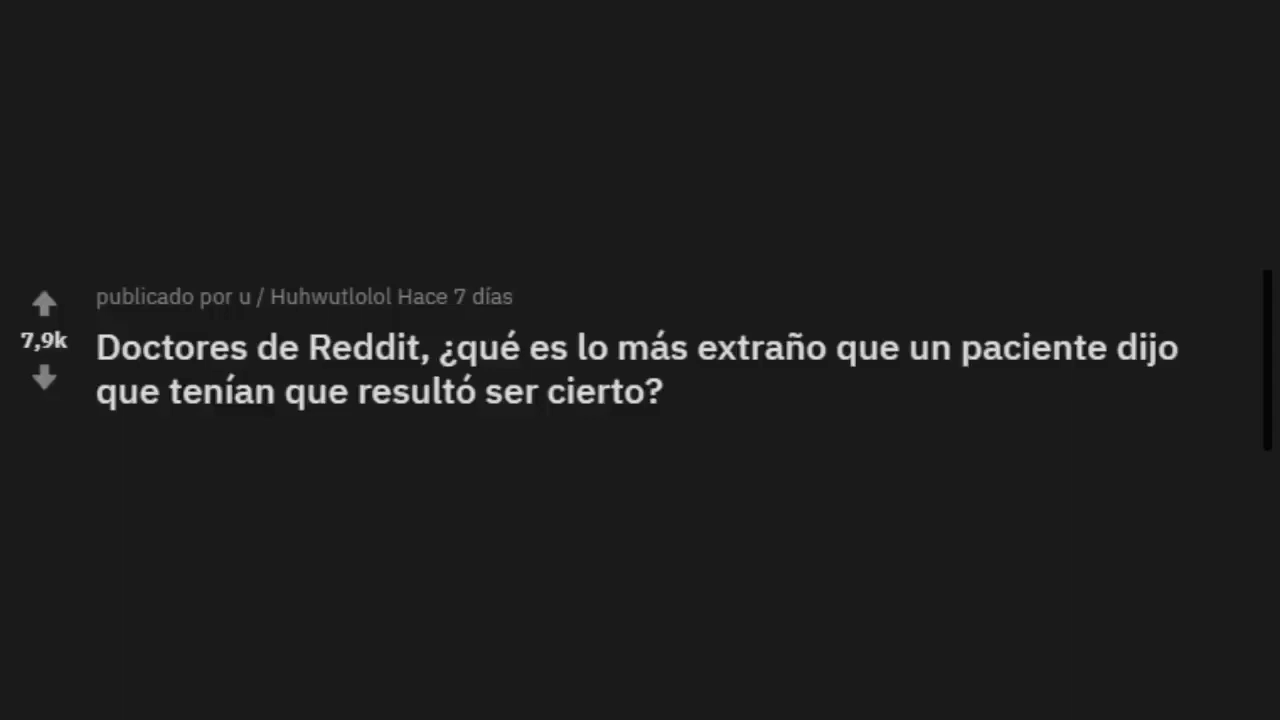 publicado por u / Huhwutlolol Hace 7 días
7,9k
Doctores de Reddit, ¿qué es lo más extraño que un paciente dijo
que tenían que resultó ser cierto?